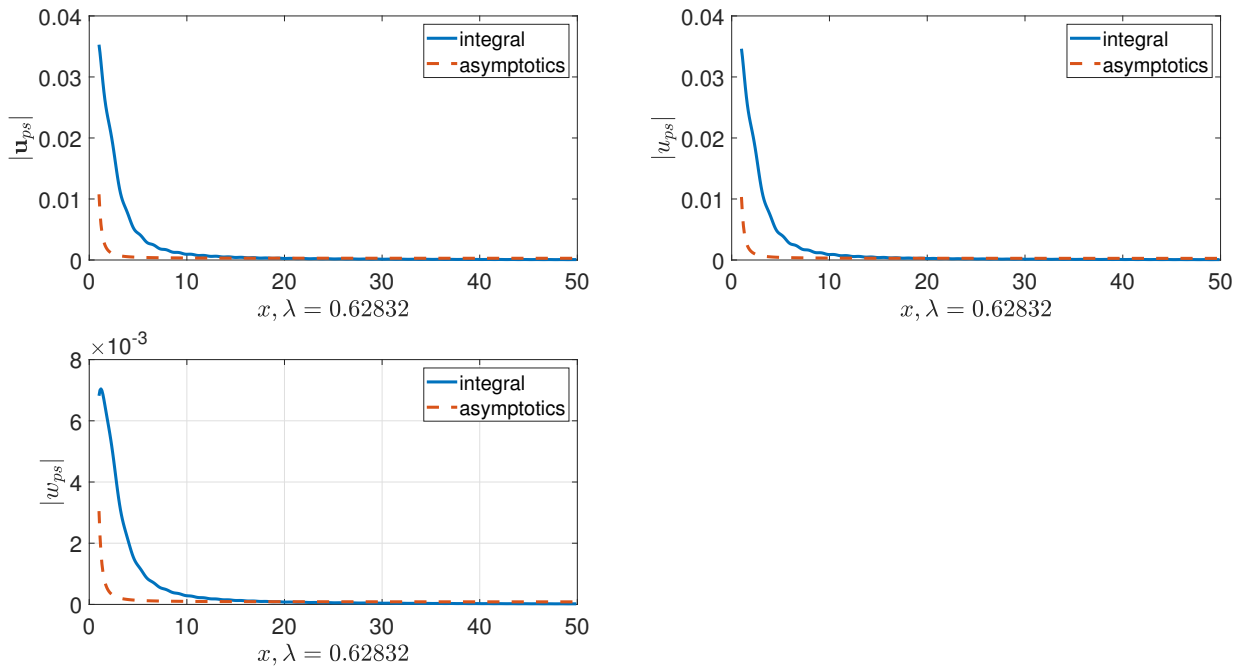 0.04
0.03
0.02
0.01
0
|u_ps|
integral
asymptotics
0 10 20 30 40 50
x, λ = 0.62832
0.04
0.03
0.02
0.01
0
|u_ps|
integral
asymptotics
0 10 20 30 40 50
x, λ = 0.62832
×10⁻³
8
6
4
2
0
|w_ps|
integral
asymptotics
0 10 20 30 40 50
x, λ = 0.62832